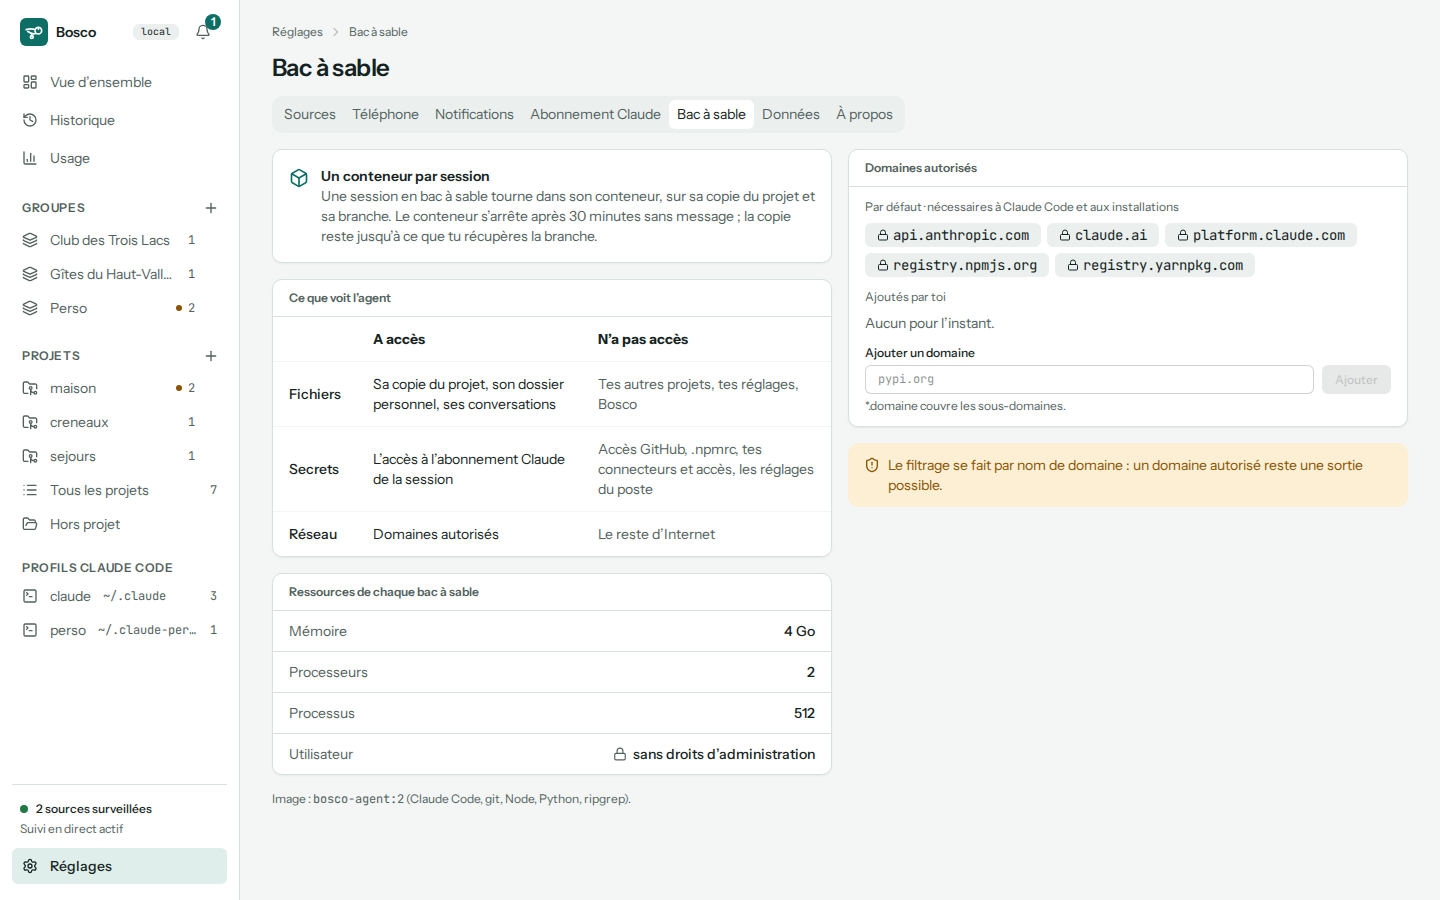 Bosco
local
1
Vue d'ensemble
Historique
Usage
GROUPES
Club des Trois Lacs 1
Gîtes du Haut-Vall… 1
Perso 2
PROJETS
maison 2
creneaux 1
sejours 1
Tous les projets 7
Hors projet
PROFILS CLAUDE CODE
claude ~/.claude 3
perso ~/.claude-per… 1
2 sources surveillées
Suivi en direct actif
Réglages
Réglages > Bac à sable
Bac à sable
Sources Téléphone Notifications Abonnement Claude Bac à sable Données À propos
Un conteneur par session
Une session en bac à sable tourne dans son conteneur, sur sa copie du projet et
sa branche. Le conteneur s'arrête après 30 minutes sans message ; la copie
reste jusqu'à ce que tu récupères la branche.
Ce que voit l'agent
A accès N'a pas accès
Fichiers
Sa copie du projet, son dossier
personnel, ses conversations
Tes autres projets, tes réglages,
Bosco
Secrets
L'accès à l'abonnement Claude
de la session
Accès GitHub, .npmrc, tes
connecteurs et accès, les réglages
du poste
Réseau Domaines autorisés Le reste d'Internet
Ressources de chaque bac à sable
Mémoire 4 Go
Processeurs 2
Processus 512
Utilisateur sans droits d'administration
Image : bosco-agent:2 (Claude Code, git, Node, Python, ripgrep).
Domaines autorisés
Par défaut · nécessaires à Claude Code et aux installations
api.anthropic.com claude.ai platform.claude.com
registry.npmjs.org registry.yarnpkg.com
Ajoutés par toi
Aucun pour l'instant.
Ajouter un domaine
pypi.org Ajouter
*.domaine couvre les sous-domaines.
Le filtrage se fait par nom de domaine : un domaine autorisé reste une sortie
possible.